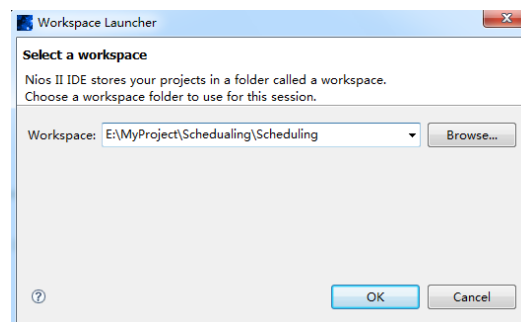 Workspace Launcher
Select a workspace
Nios II IDE stores your projects in a folder called a workspace.
Choose a workspace folder to use for this session.
Workspace: E:\MyProject\Schedualing\Scheduling Browse...
OK Cancel